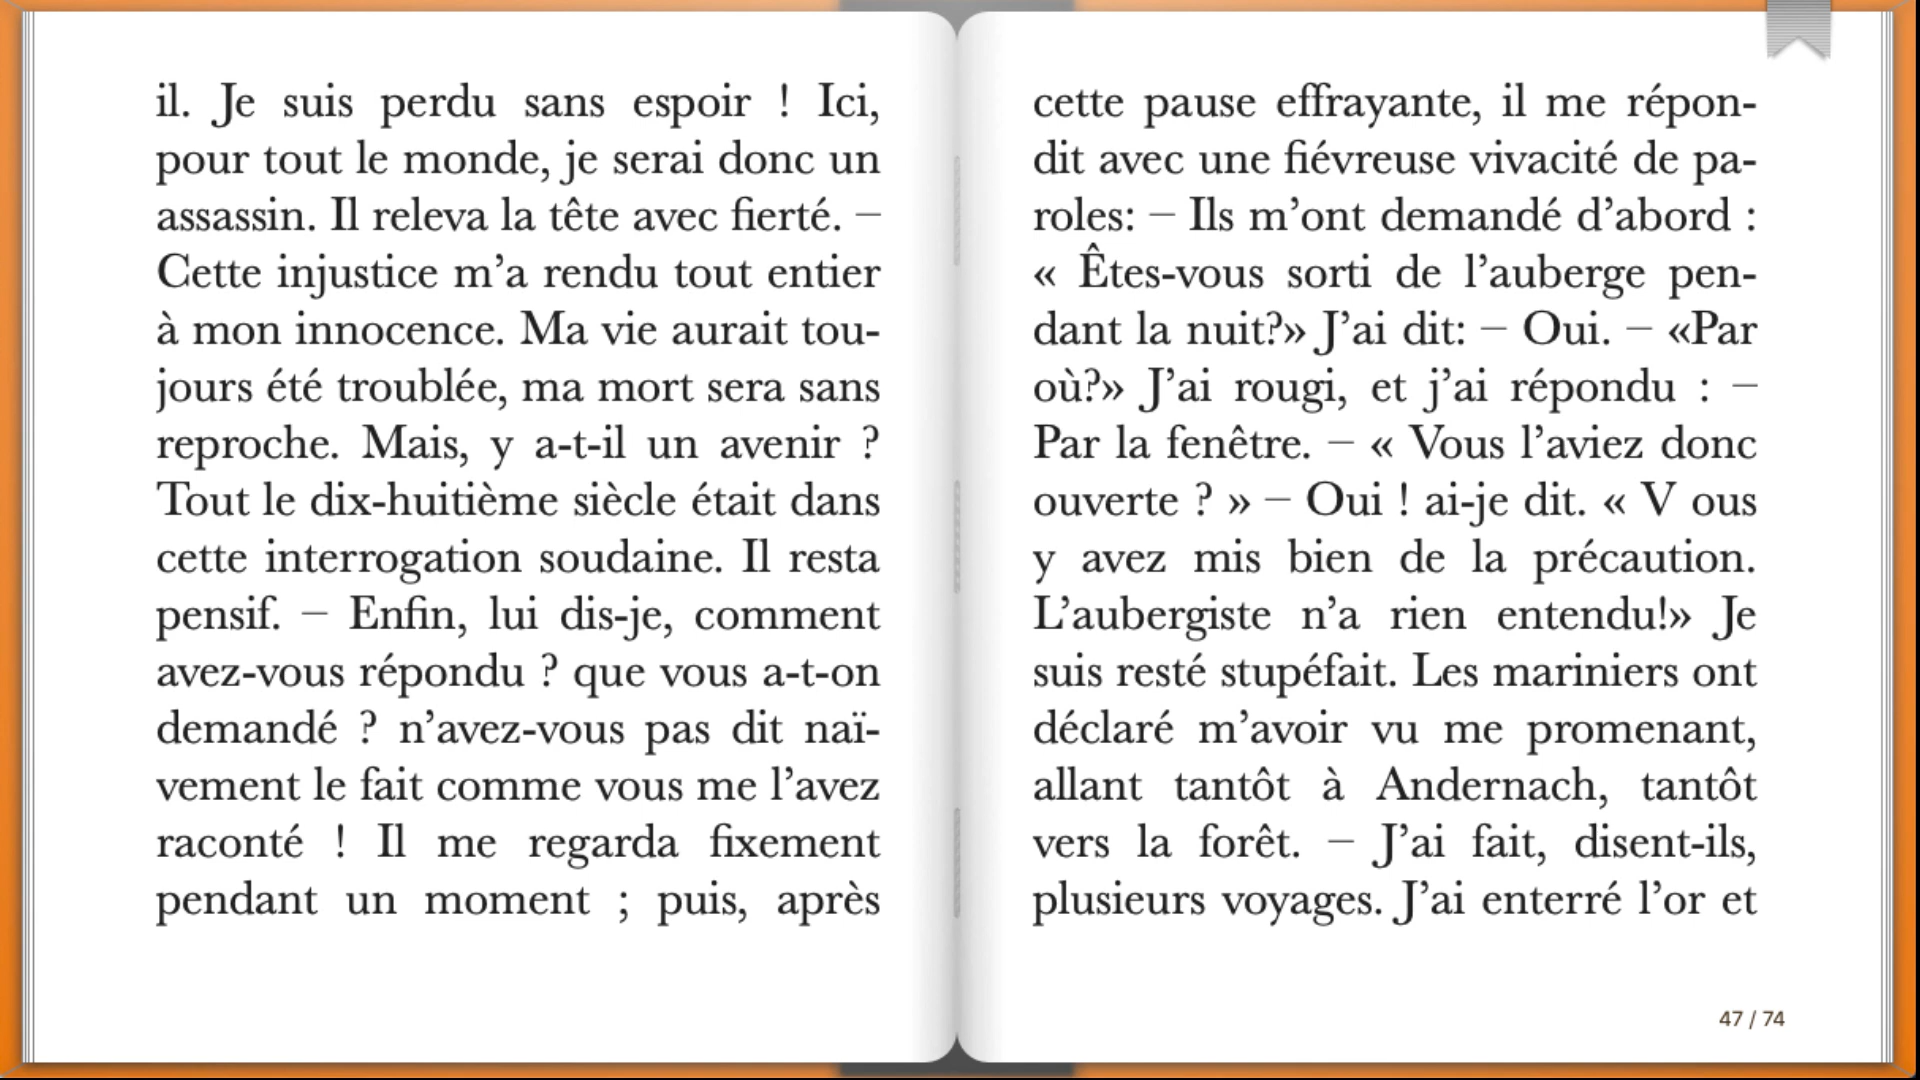 il. Je suis perdu sans espoir ! Ici,
pour tout le monde, je serai donc un
assassin. Il releva la tête avec fierté. –
Cette injustice m’a rendu tout entier
à mon innocence. Ma vie aurait tou-
jours été troublée, ma mort sera sans
reproche. Mais, y a-t-il un avenir ?
Tout le dix-huitième siècle était dans
cette interrogation soudaine. Il resta
pensif. – Enfin, lui dis-je, comment
avez-vous répondu ? que vous a-t-on
demandé ? n’avez-vous pas dit naï-
vement le fait comme vous me l’avez
raconté ! Il me regarda fixement
pendant un moment ; puis, après
cette pause effrayante, il me répon-
dit avec une fiévreuse vivacité de pa-
roles: – Ils m’ont demandé d’abord :
« Êtes-vous sorti de l’auberge pen-
dant la nuit?» J’ai dit: – Oui. – «Par
où?» J’ai rougi, et j’ai répondu : –
Par la fenêtre. – « Vous l’aviez donc
ouverte ? » – Oui ! ai-je dit. « V ous
y avez mis bien de la précaution.
L’aubergiste n’a rien entendu!» Je
suis resté stupéfait. Les mariniers ont
déclaré m’avoir vu me promenant,
allant tantôt à Andernach, tantôt
vers la forêt. – J’ai fait, disent-ils,
plusieurs voyages. J’ai enterré l’or et
47 / 74